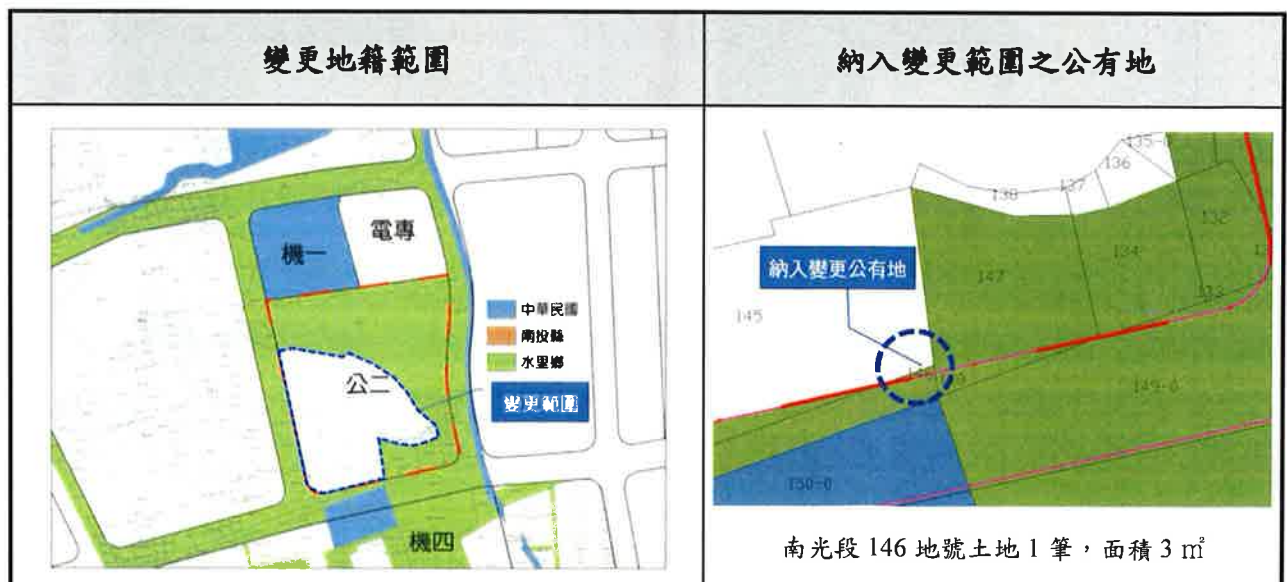 變更地籍範圍
納入變更範圍之公有地
機一
電專
中華民國
南投縣
水里鄉
公二
變更範圍
機四
135-0
136
137
138
132
134
147
133
納入變更公有地
145
146
149-0
150-0
南光段 146 地號土地 1 筆，面積 3 ㎡